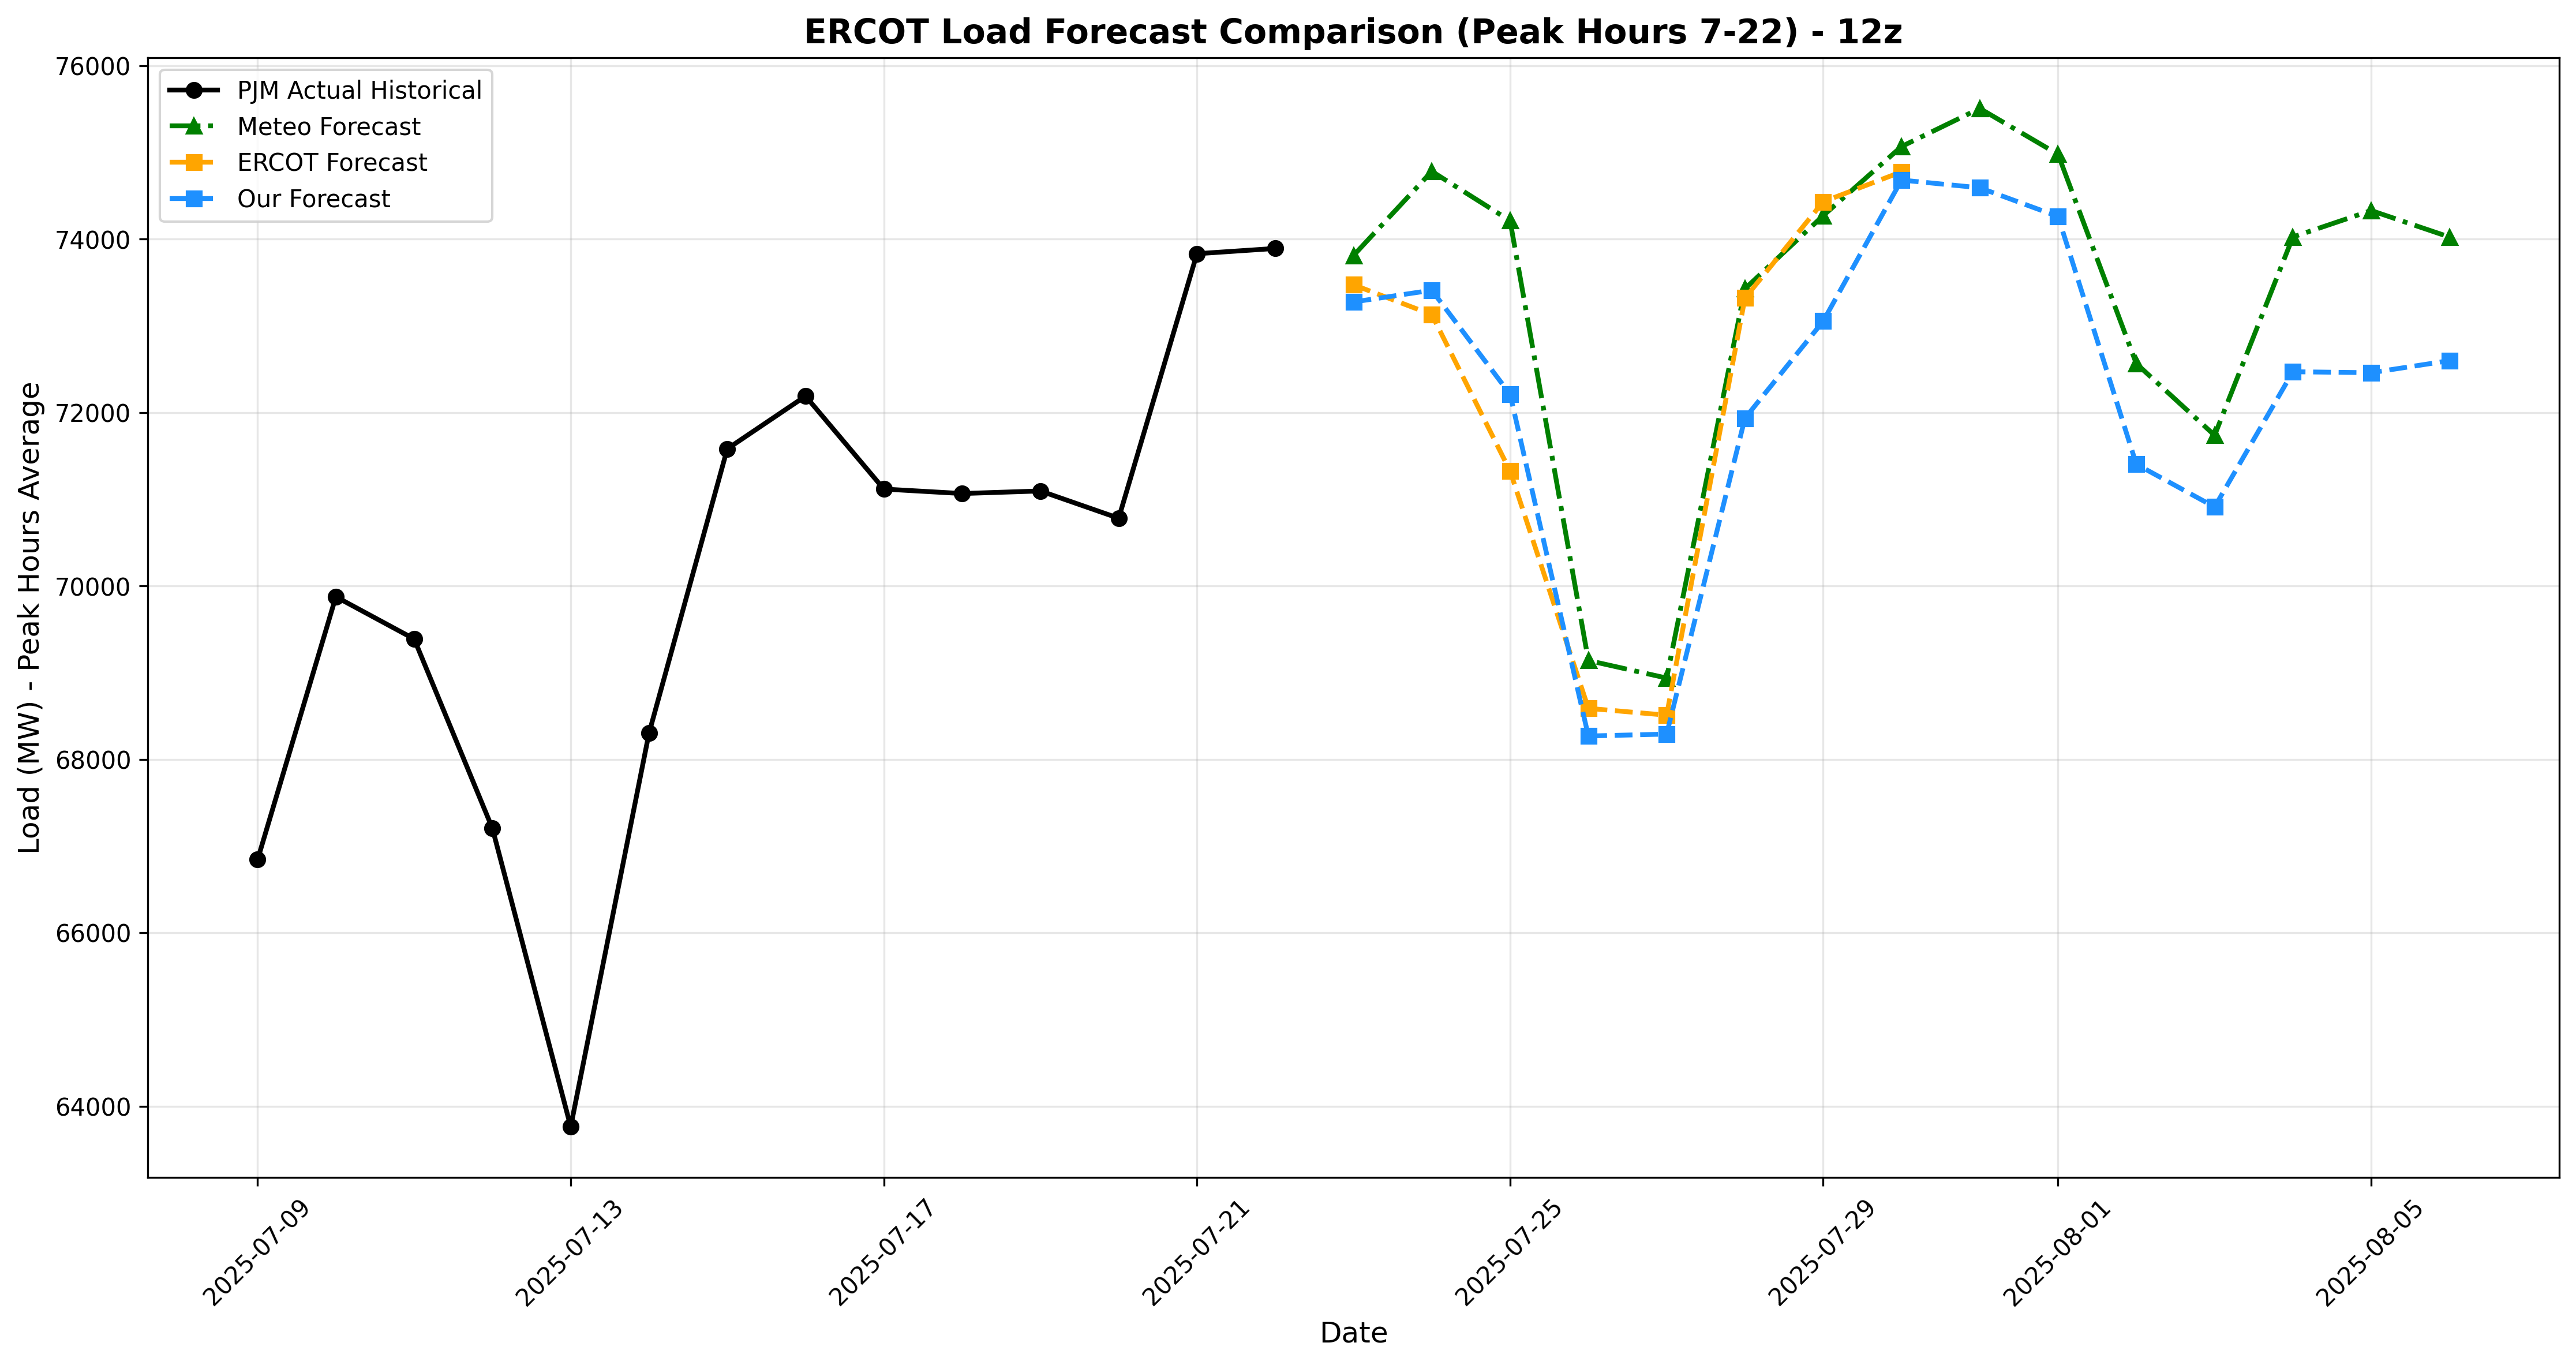 ERCOT Load Forecast Comparison (Peak Hours 7-22) - 12z
PJM Actual Historical
Meteo Forecast
ERCOT Forecast
Our Forecast
Load (MW) - Peak Hours Average
76000
74000
72000
70000
68000
66000
64000
2025-07-09
2025-07-13
2025-07-17
2025-07-21
2025-07-25
2025-07-29
2025-08-01
2025-08-05
Date